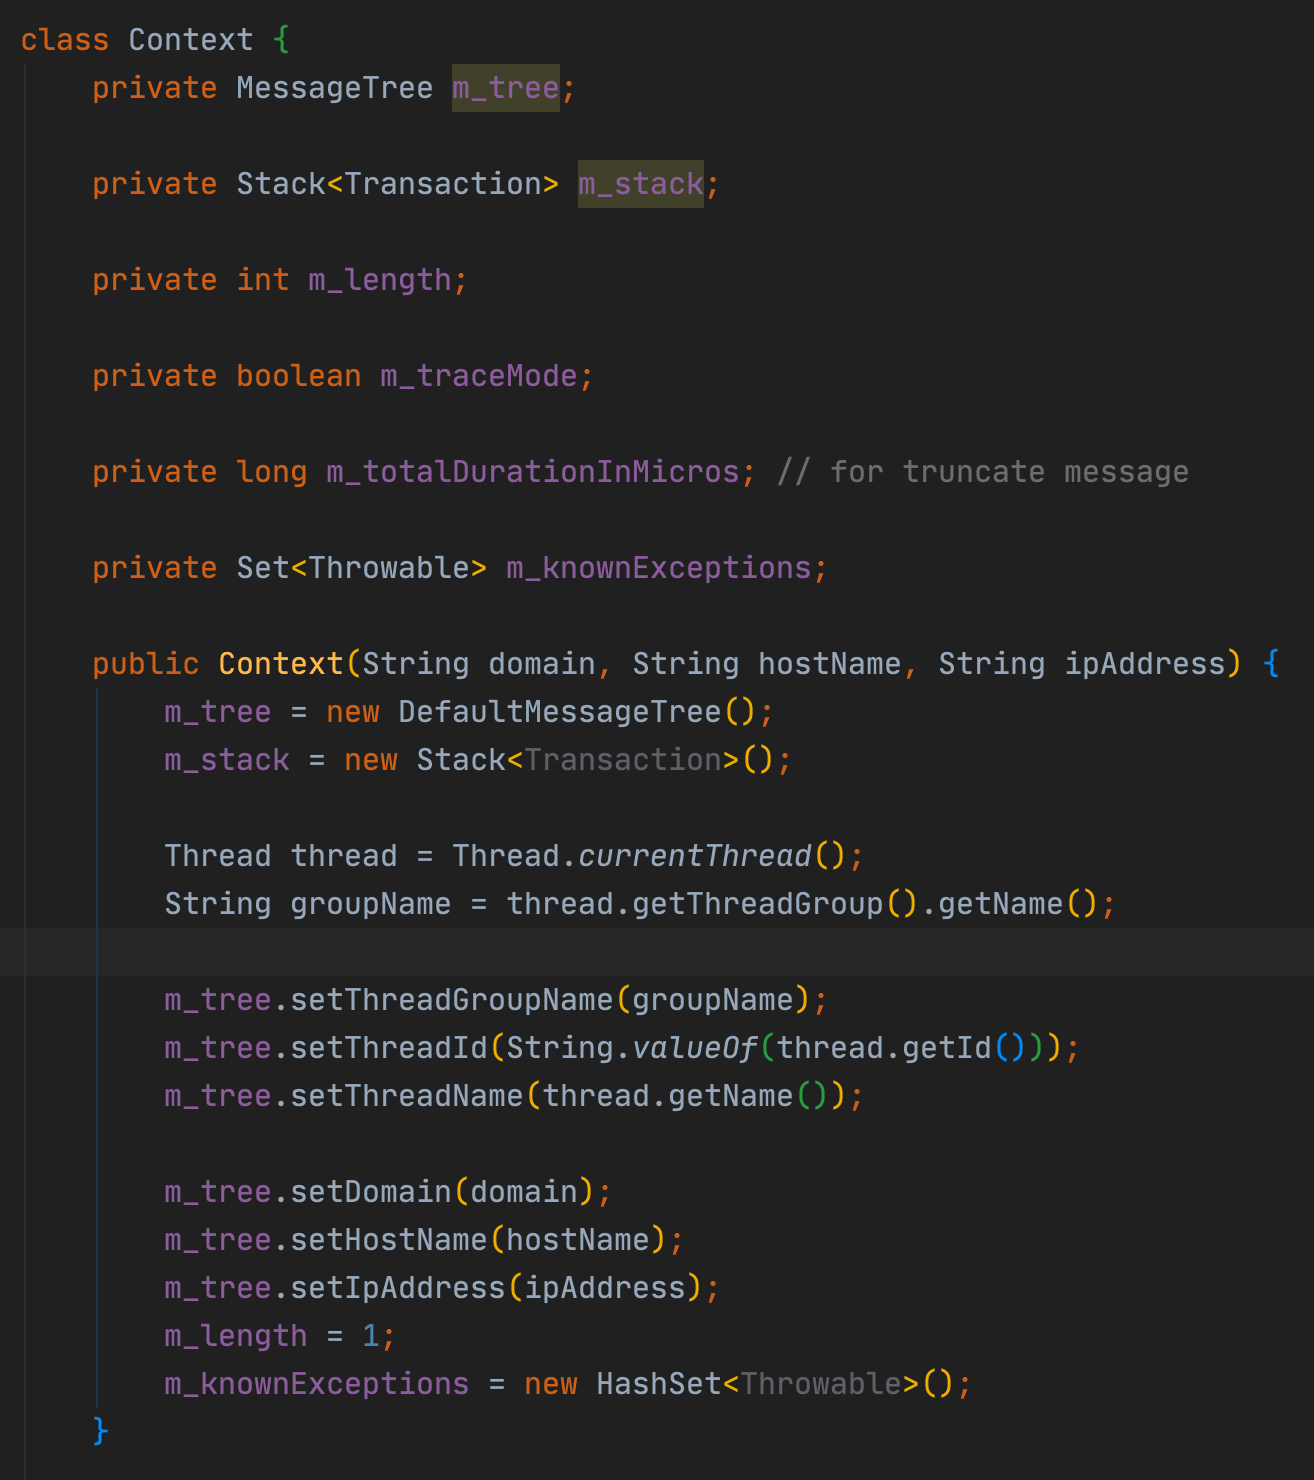 class Context {
    private MessageTree m_tree;
    private Stack<Transaction> m_stack;
    private int m_length;
    private boolean m_traceMode;
    private long m_totalDurationInMicros; // for truncate message
    private Set<Throwable> m_knownExceptions;
    public Context(String domain, String hostName, String ipAddress) {
        m_tree = new DefaultMessageTree();
        m_stack = new Stack<Transaction>();
        Thread thread = Thread.currentThread();
        String groupName = thread.getThreadGroup().getName();
        m_tree.setThreadGroupName(groupName);
        m_tree.setThreadId(String.valueOf(thread.getId()));
        m_tree.setThreadName(thread.getName());
        m_tree.setDomain(domain);
        m_tree.setHostName(hostName);
        m_tree.setIpAddress(ipAddress);
        m_length = 1;
        m_knownExceptions = new HashSet<Throwable>();
    }